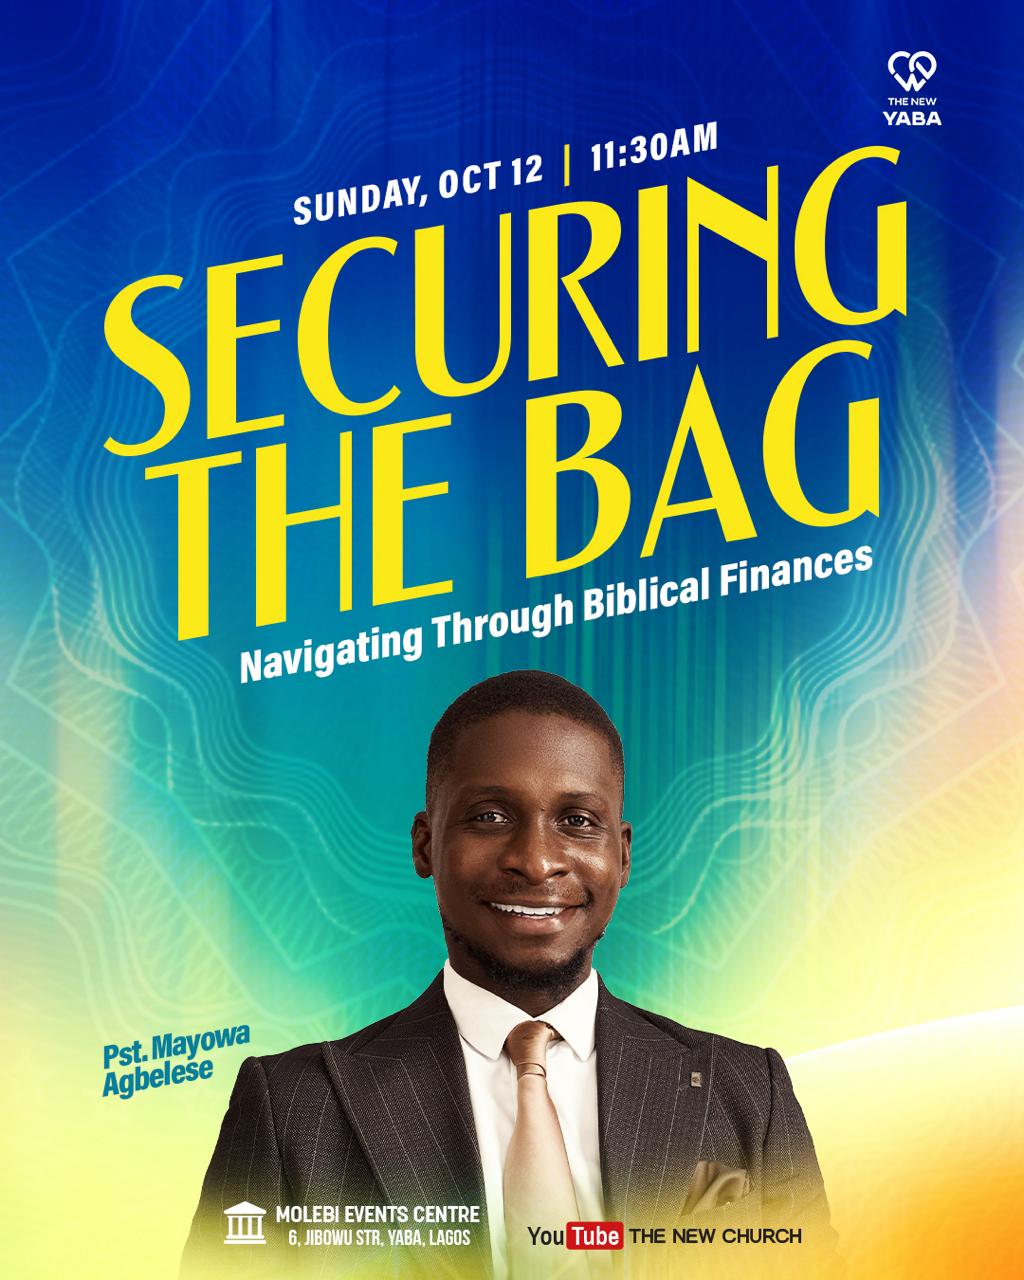 THE NEW
YABA
SUNDAY, OCT 12 | 11:30AM
SECURING
THE BAG
Navigating Through Biblical Finances
Pst. Mayowa
Agbelese
MOLEBI EVENTS CENTRE
6, JIBOWU STR, YABA, LAGOS
YouTube THE NEW CHURCH